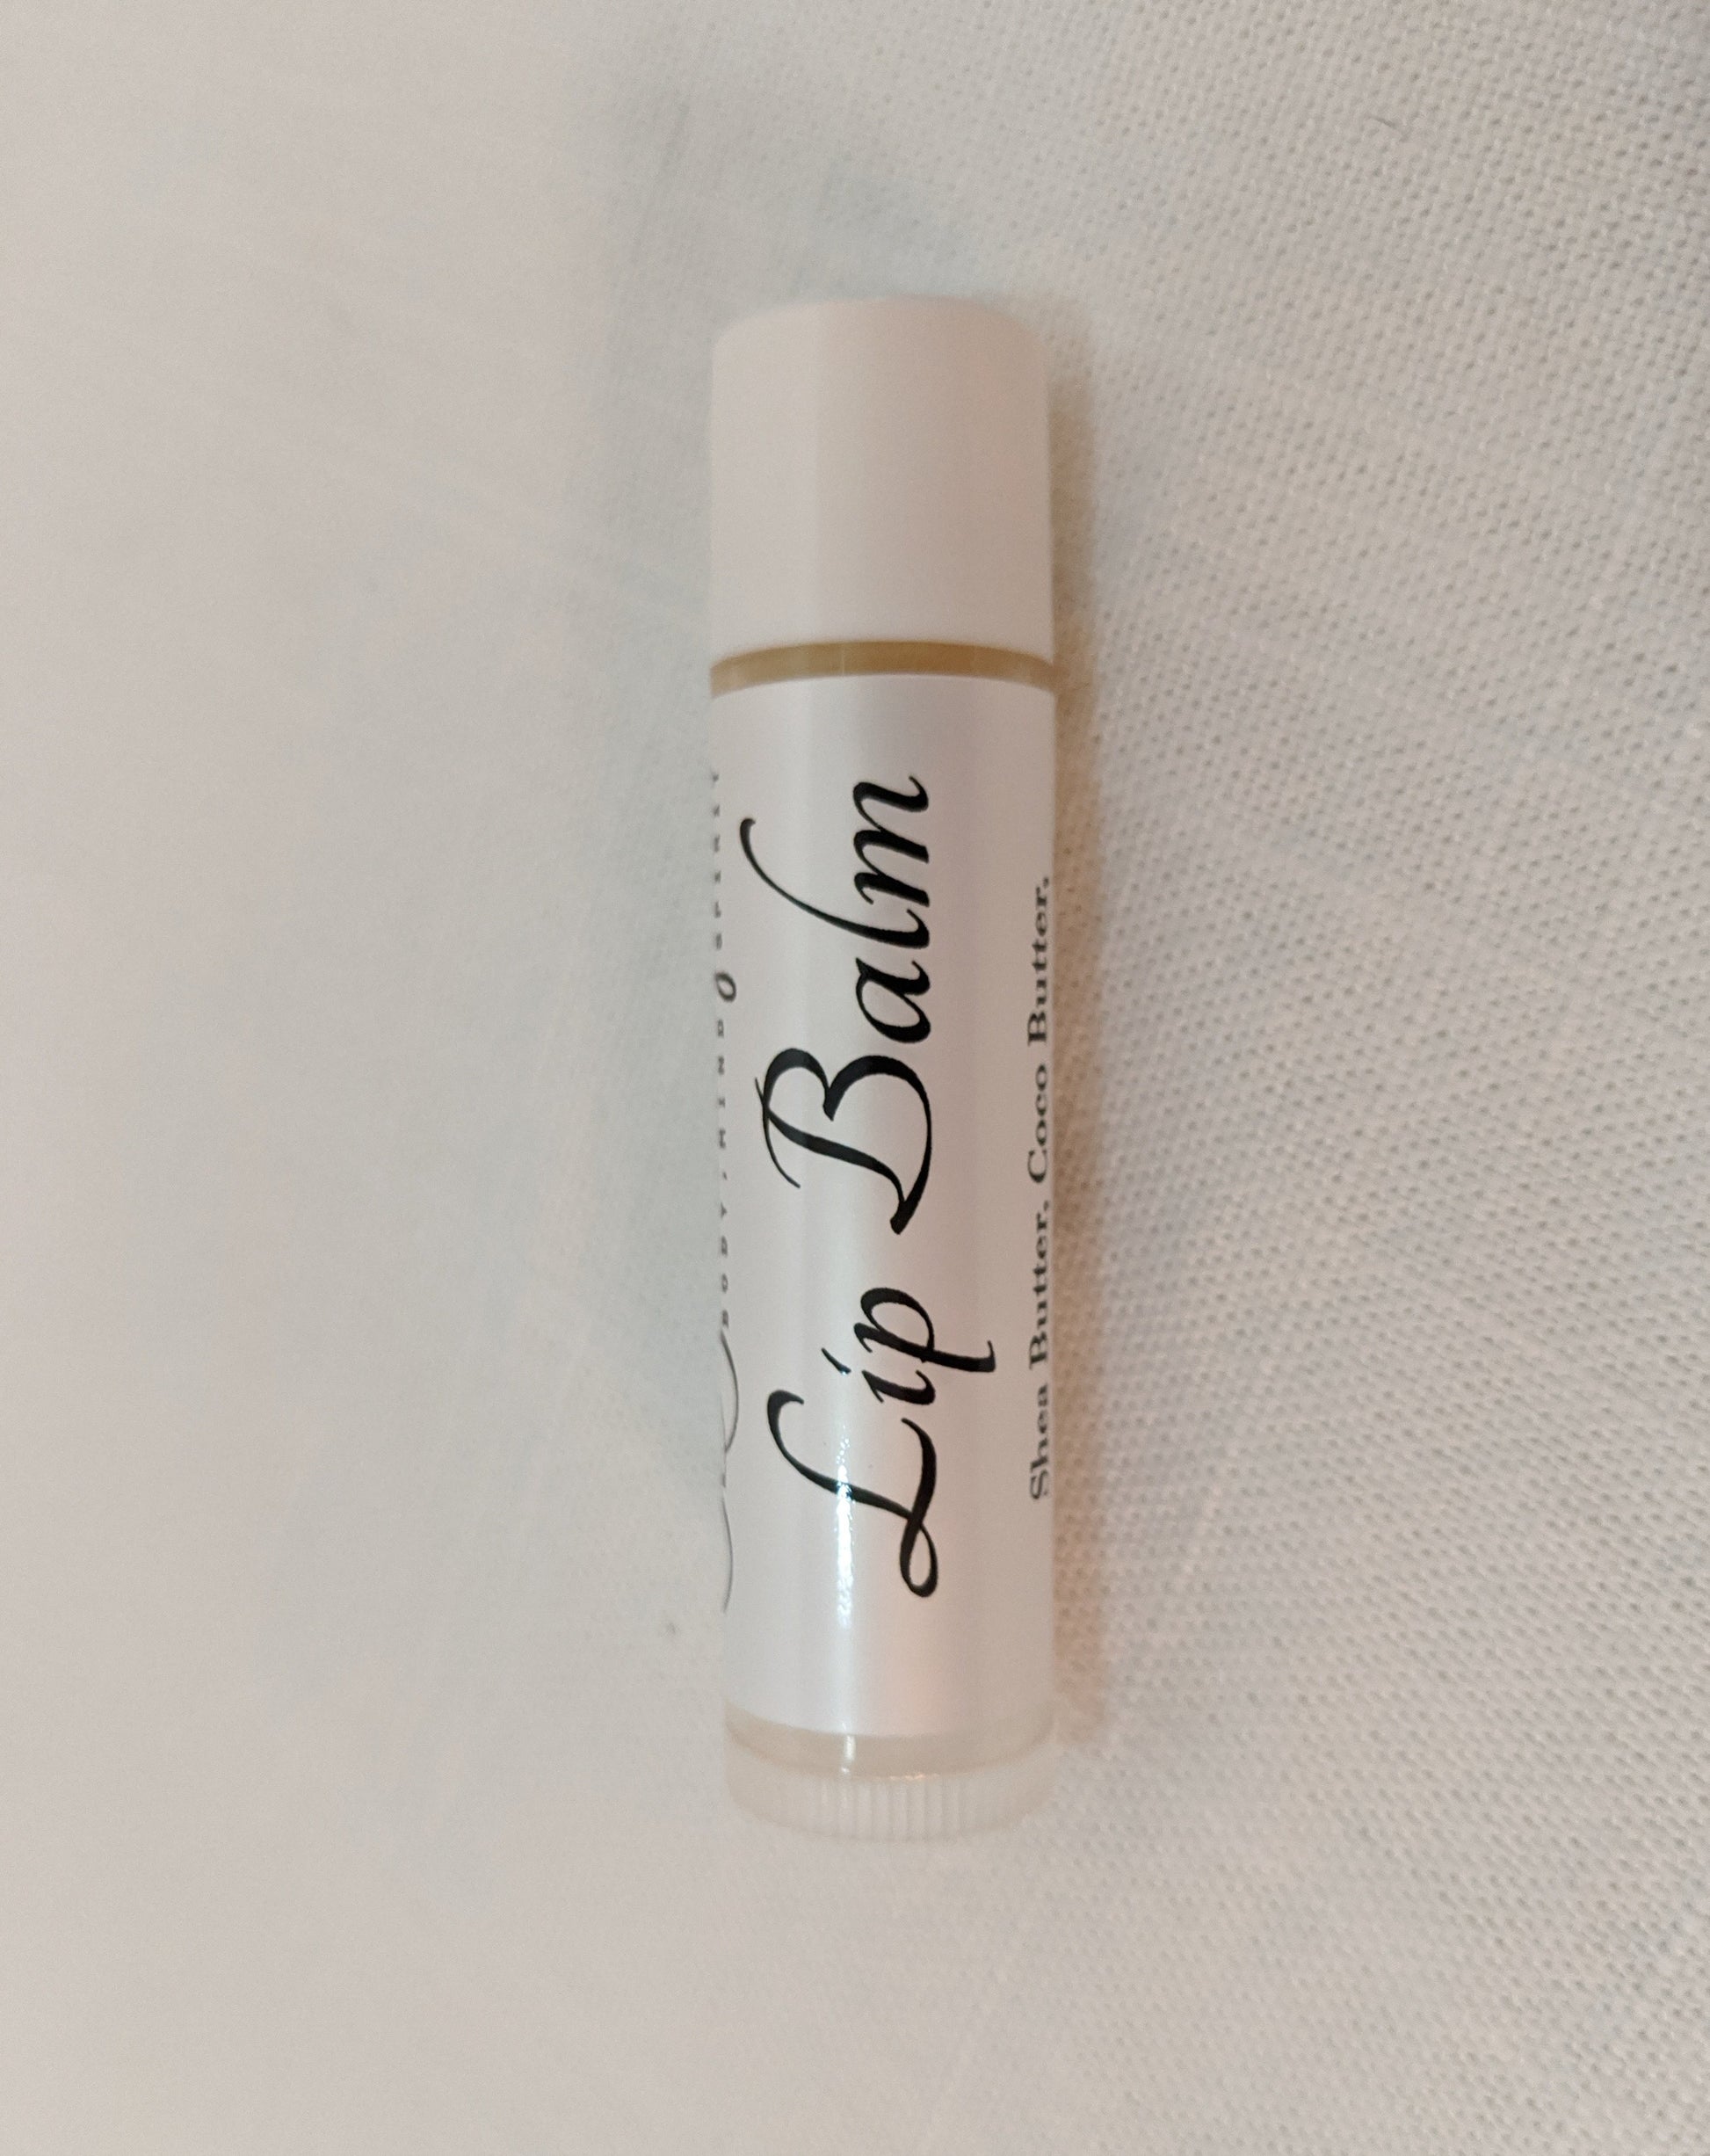 BODY, MIND & SPIRIT
Lip Balm
Shea Butter, Coco Butter,